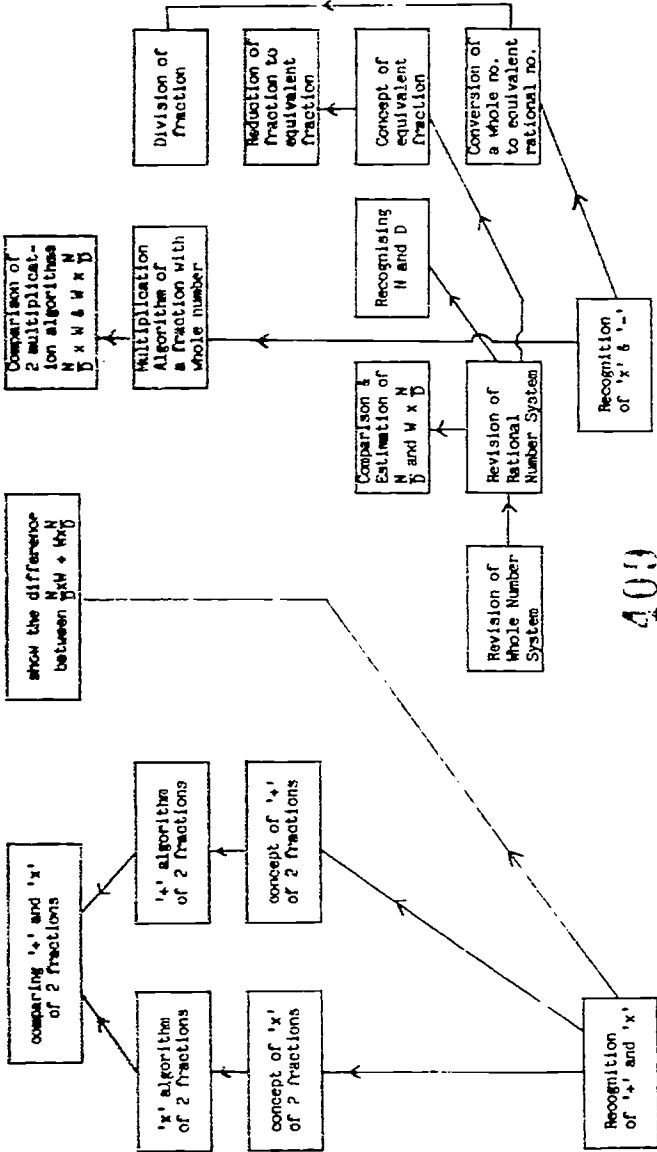 comparing '+' and 'x'
of 2 fractions
'x' algorithm
of 2 fractions
'+' algorithm
of 2 fractions
concept of 'x'
of 2 fractions
concept of '+'
of 2 fractions
Recognition
of '+' and 'x'
show the difference
N N
between D xW + Wx D
Comparison of
2 multiplicat-
ion algorithms
N N
D x W & W x D
Multiplication
Algorithm of
a fraction with
whole number
Division of
fraction
Reduction of
fraction to
equivalent
fraction
Comparison &
Estimation of
N N
D and W x D
Recognising
N and D
Concept of
equivalent
fraction
Revision of
Whole Number
System
Revision of
Rational
Number System
Conversion of
a whole no.
to equivalent
rational no.
Recognition
of 'x' & '-'
409